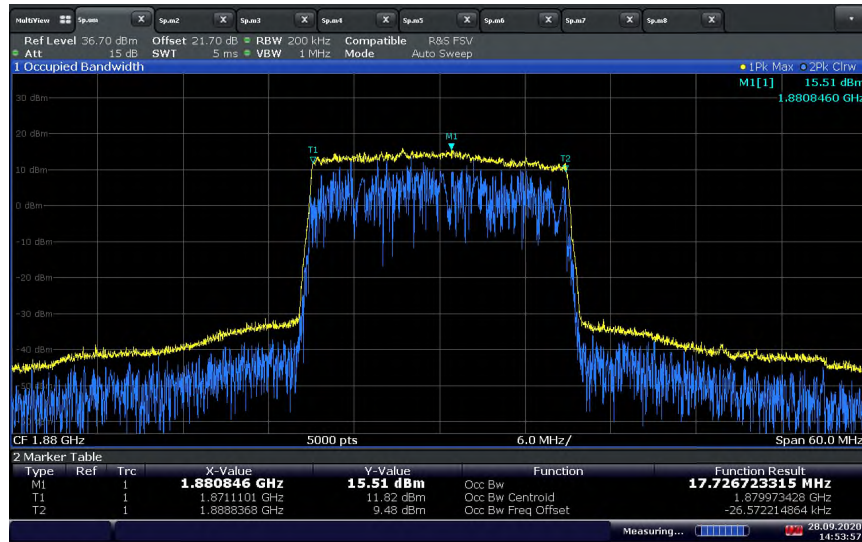 MultiView Sp.em X Sp.m2 X Sp.m3 X Sp.m4 X Sp.m5 X Sp.m6 X Sp.m7 X Sp.m8 X
Ref Level 36.70 dBm Offset 21.70 dB RBW 200 kHz Compatible R&S FSV
Att 15 dB SWT 5 ms VBW 1 MHz Mode Auto Sweep
1 Occupied Bandwidth 1Pk Max 2Pk Clrw
M1[1] 15.51 dBm
1.8808460 GHz
30 dBm
20 dBm
M1
T1 T2
10 dBm
0 dBm
-10 dBm
-20 dBm
-30 dBm
-40 dBm
CF 1.88 GHz 5000 pts 6.0 MHz/ Span 60.0 MHz
2 Marker Table
Type Ref Trc X-Value Y-Value Function Function Result
M1 1 1.880846 GHz 15.51 dBm Occ Bw 17.726723315 MHz
T1 1 1.8711101 GHz 11.82 dBm Occ Bw Centroid 1.879973428 GHz
T2 1 1.8888368 GHz 9.48 dBm Occ Bw Freq Offset -26.572214864 kHz
Measuring... 28.09.2020
14:53:57